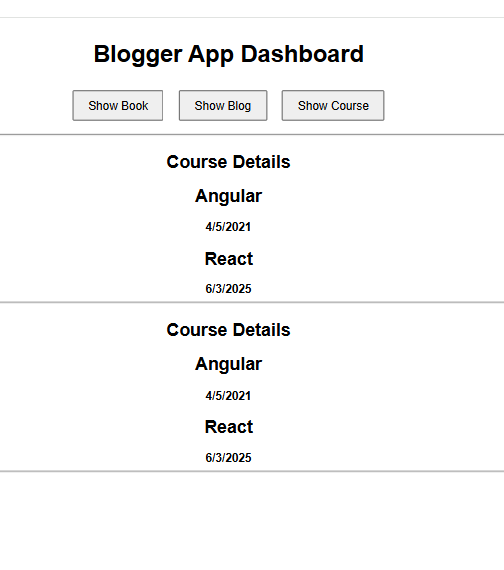 Blogger App Dashboard
Show Book Show Blog Show Course
Course Details
Angular
4/5/2021
React
6/3/2025
Course Details
Angular
4/5/2021
React
6/3/2025